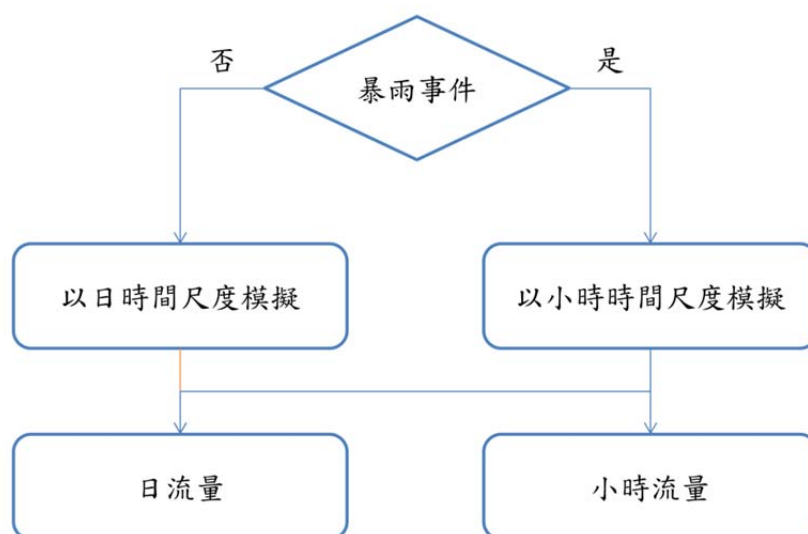 否
是
暴雨事件
以日時間尺度模擬
以小時時間尺度模擬
日流量
小時流量